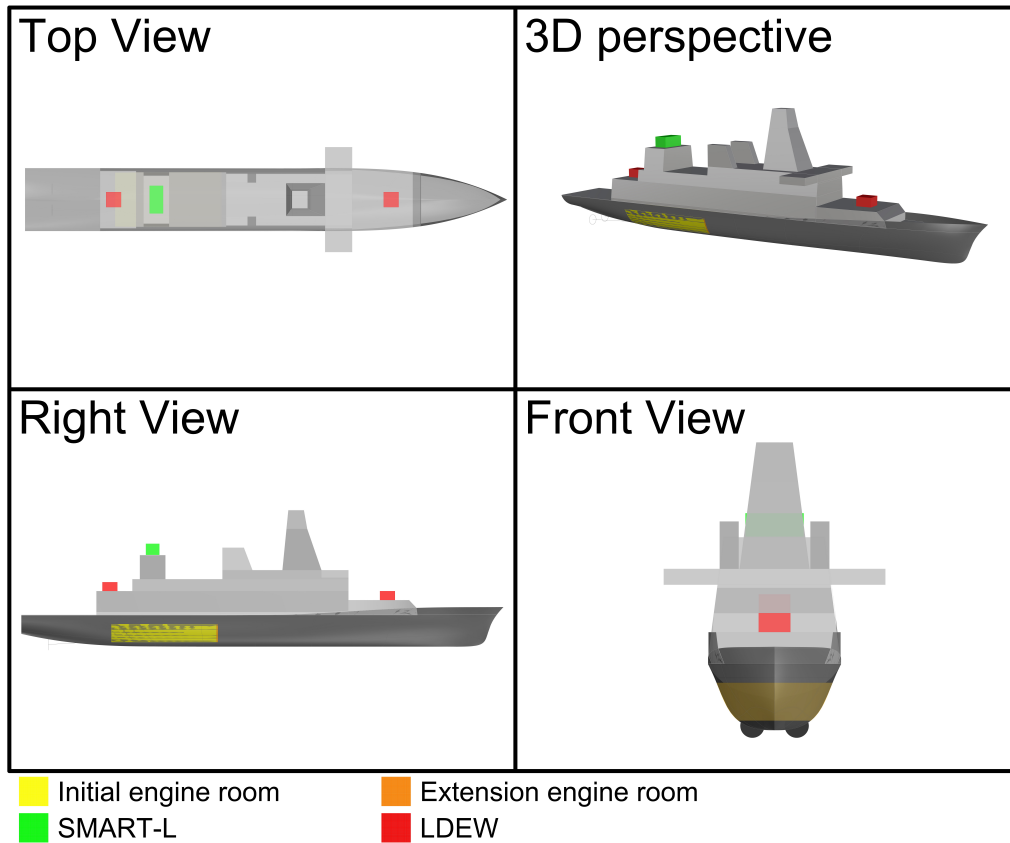 Top View
3D perspective
Right View
Front View
Initial engine room
Extension engine room
SMART-L
LDEW